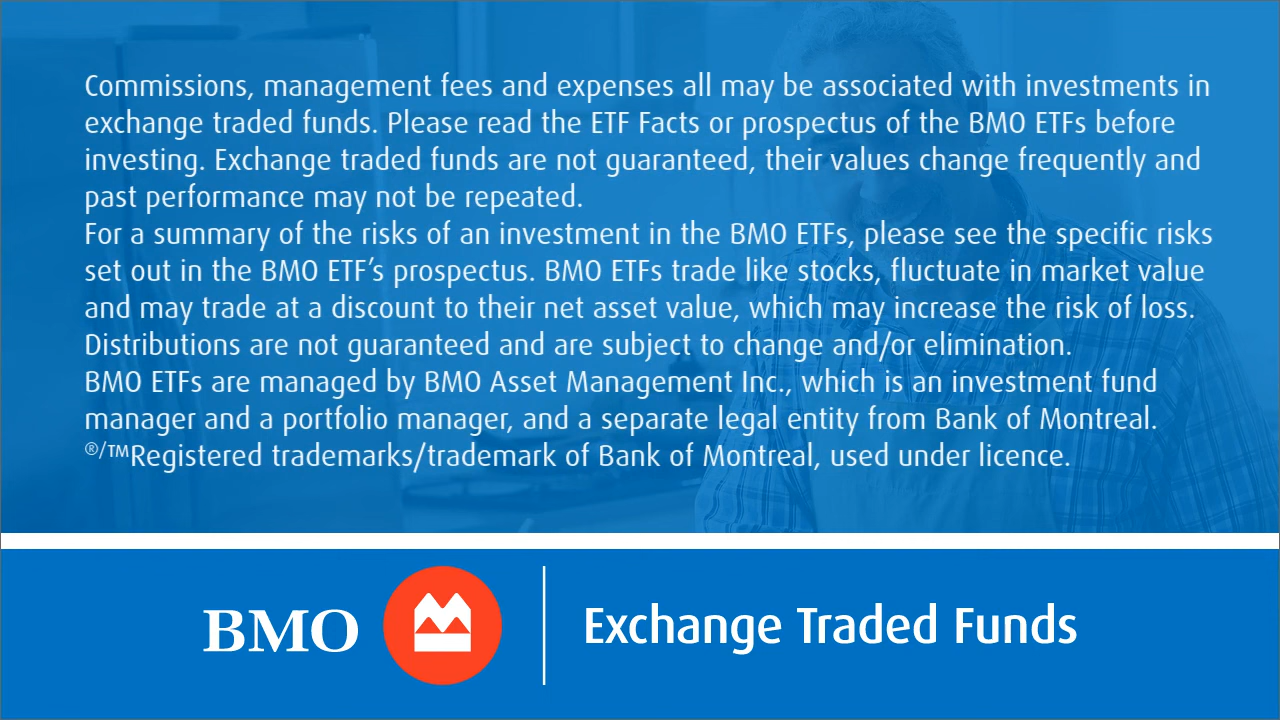 Commissions, management fees and expenses all may be associated with investments in
exchange traded funds. Please read the ETF Facts or prospectus of the BMO ETFs before
investing. Exchange traded funds are not guaranteed, their values change frequently and
past performance may not be repeated.
For a summary of the risks of an investment in the BMO ETFs, please see the specific risks
set out in the BMO ETF’s prospectus. BMO ETFs trade like stocks, fluctuate in market value
and may trade at a discount to their net asset value, which may increase the risk of loss.
Distributions are not guaranteed and are subject to change and/or elimination.
BMO ETFs are managed by BMO Asset Management Inc., which is an investment fund
manager and a portfolio manager, and a separate legal entity from Bank of Montreal.
®/™Registered trademarks/trademark of Bank of Montreal, used under licence.
BMO Exchange Traded Funds